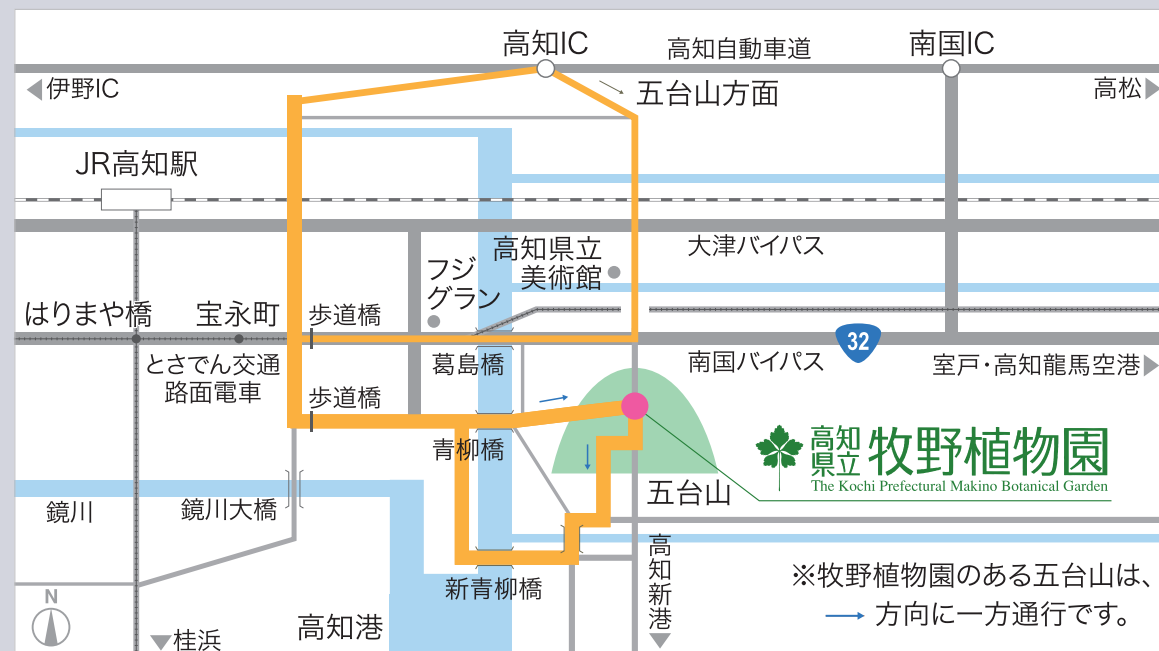 高知IC
高知自動車道
南国IC
伊野IC
五台山方面
高松
JR高知駅
大津バイパス
高知県立
美術館
フジ
グラン
はりまや橋
宝永町
歩道橋
32
とさでん交通
路面電車
葛島橋
南国バイパス
室戸・高知龍馬空港
歩道橋
青柳橋
高知
県立
牧野植物園
The Kochi Prefectural Makino Botanical Garden
五台山
鏡川
鏡川大橋
高知新港
新青柳橋
※牧野植物園のある五台山は、
方向に一方通行です。
N
高知港
桂浜